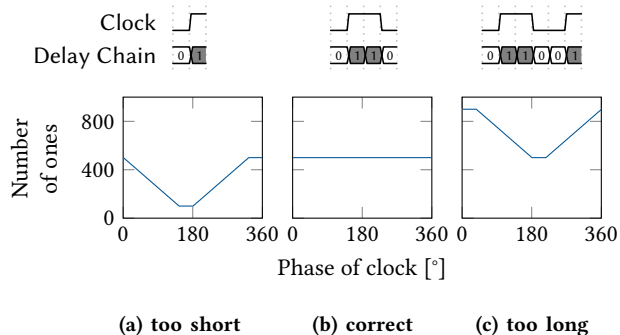 Clock
Delay Chain 0 1 0 1 1 0 0 1 1 0 0 1
Number of ones
800
400
0
0 180 360 0 180 360 0 180 360
Phase of clock [°]
(a) too short (b) correct (c) too long